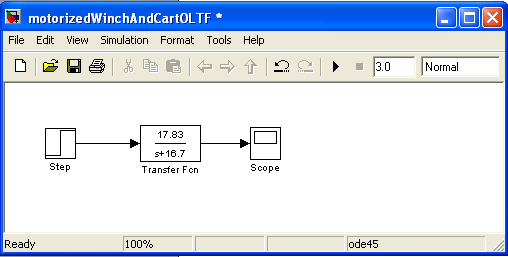 motorizedWinchAndCartOLTF *
File Edit View Simulation Format Tools Help
3.0 Normal
17.83
s+16.7
Step
Transfer Fcn
Scope
Ready 100% ode45